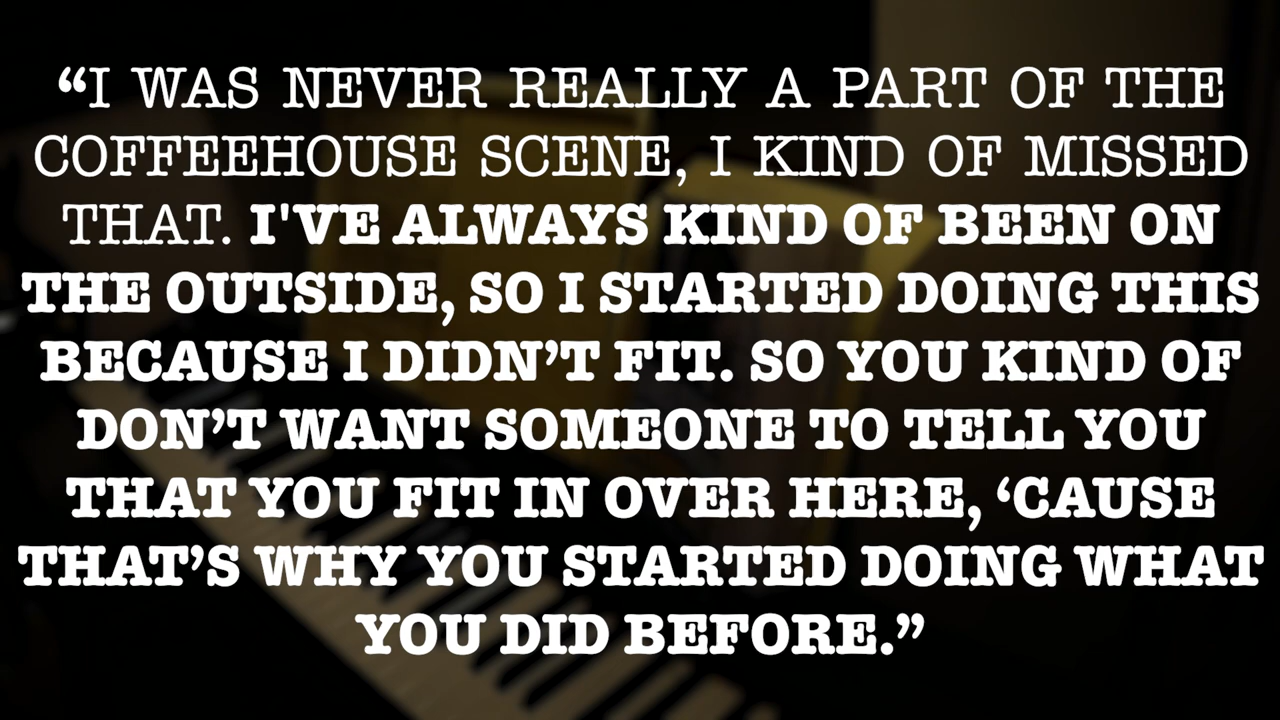 “I WAS NEVER REALLY A PART OF THE
COFFEEHOUSE SCENE, I KIND OF MISSED
THAT. I'VE ALWAYS KIND OF BEEN ON
THE OUTSIDE, SO I STARTED DOING THIS
BECAUSE I DIDN’T FIT. SO YOU KIND OF
DON’T WANT SOMEONE TO TELL YOU
THAT YOU FIT IN OVER HERE, ‘CAUSE
THAT’S WHY YOU STARTED DOING WHAT
YOU DID BEFORE.”